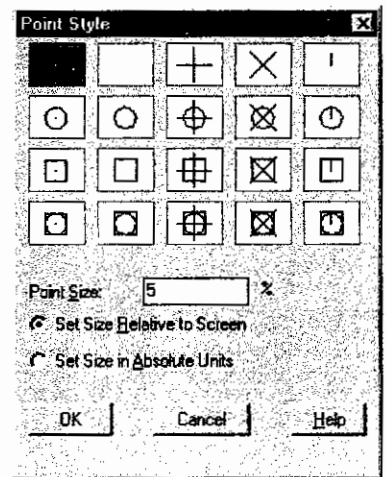 Point Style
Point Size: 5 %
Set Size Relative to Screen
Set Size in Absolute Units
OK Cancel Help